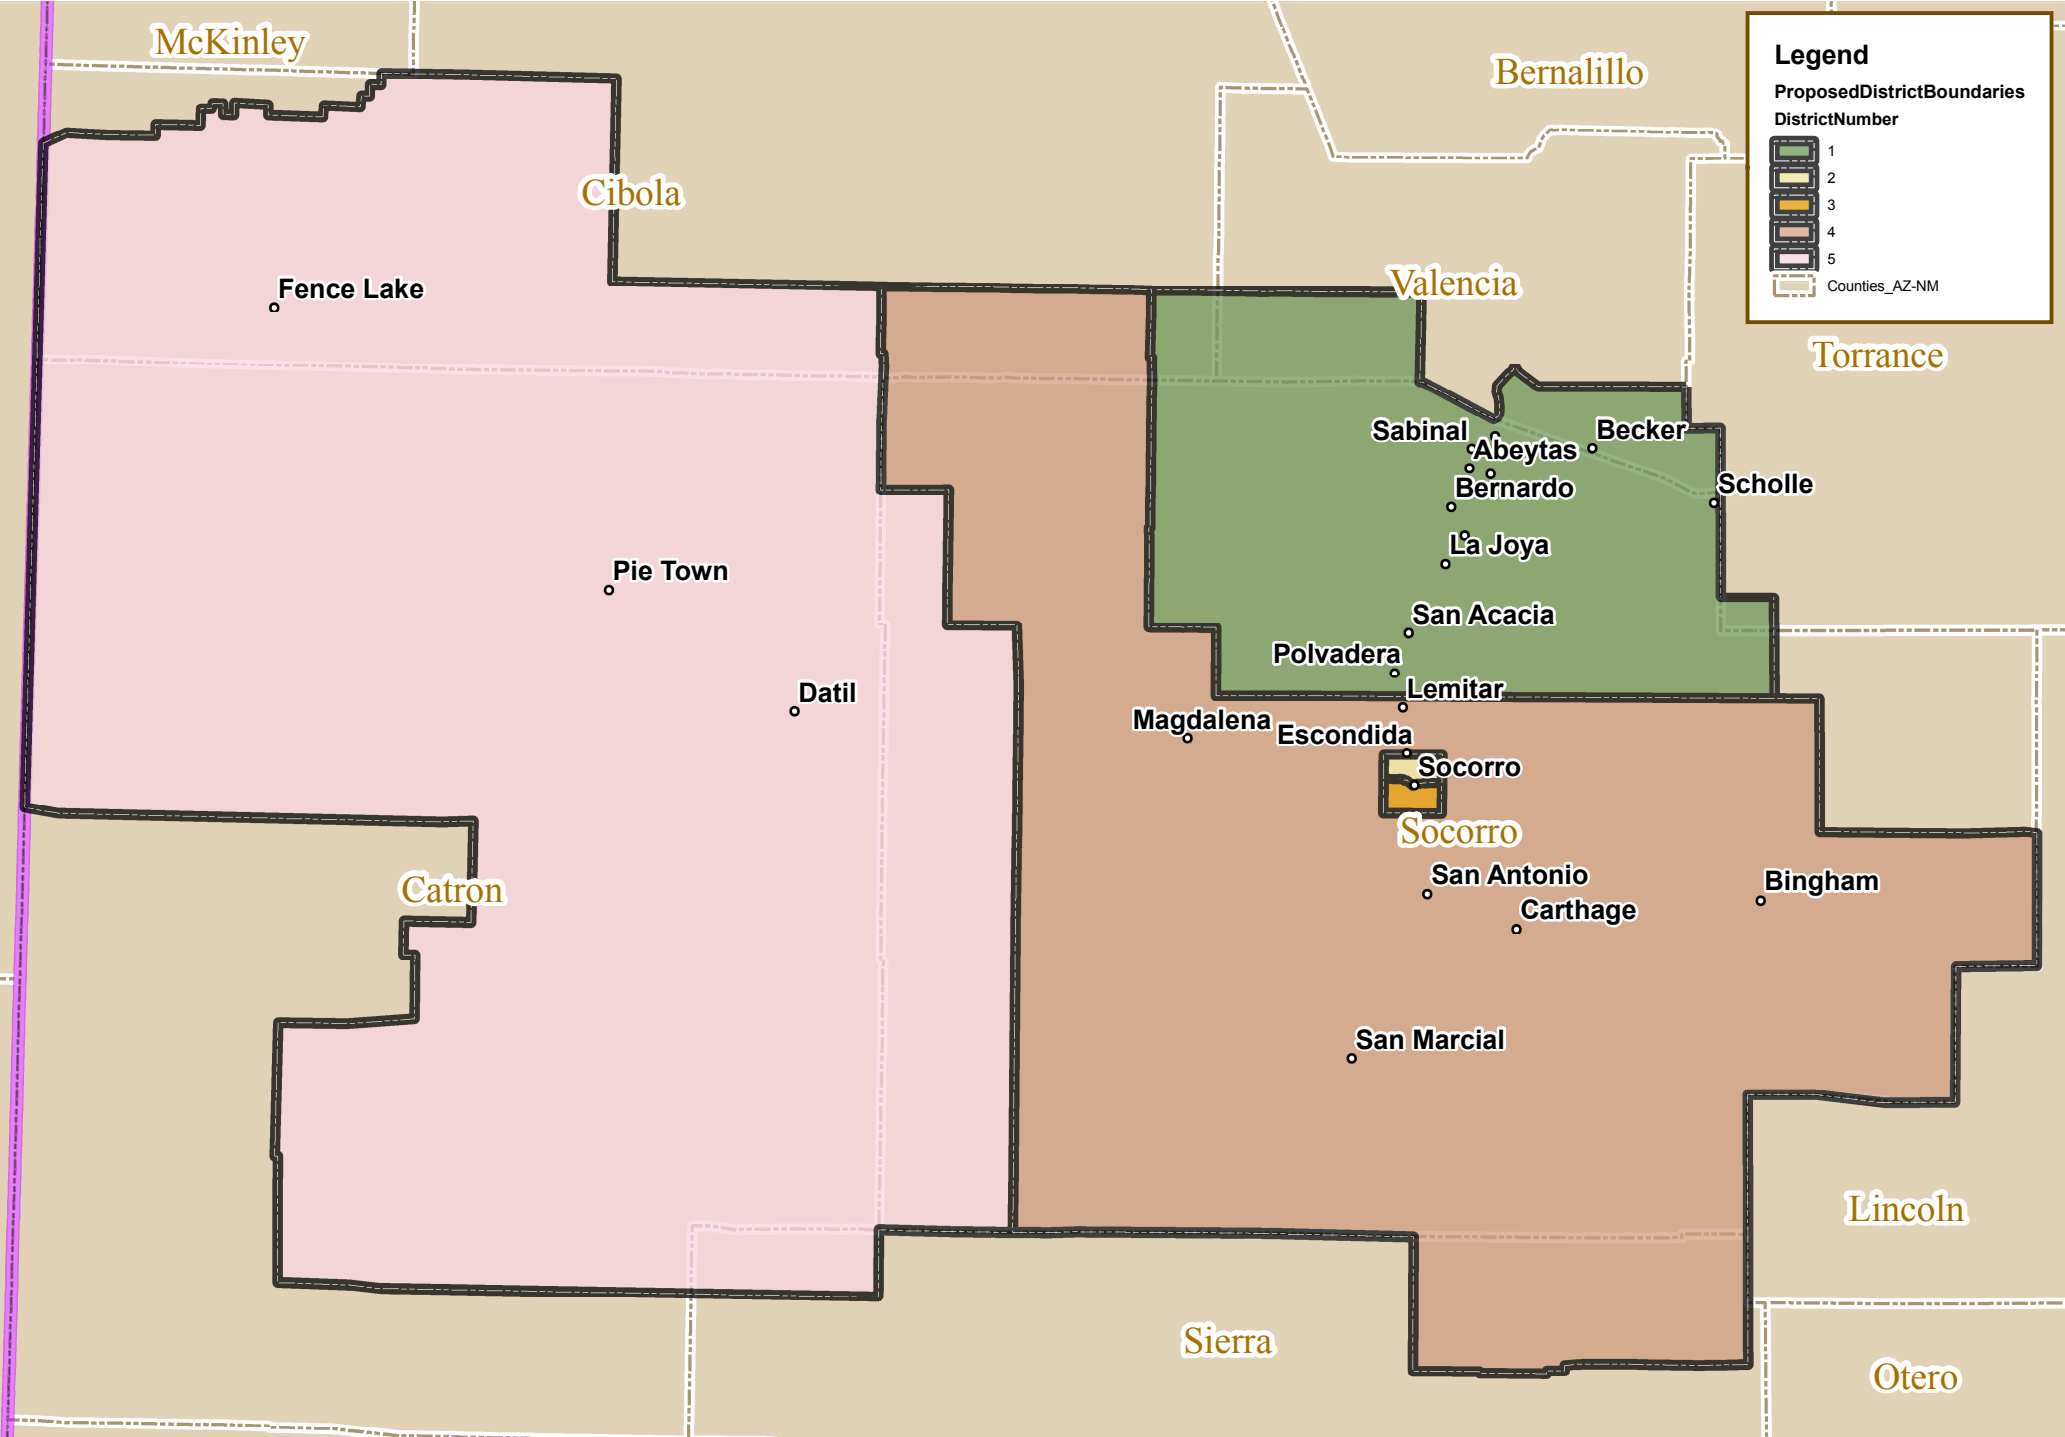 McKinley
Bernalillo
Cibola
Valencia
Torrance
Legend
ProposedDistrictBoundaries
DistrictNumber
1
2
3
4
5
Counties_AZ-NM
Fence Lake
Sabinal
Becker
Abeytas
Scholle
Bernardo
La Joya
Pie Town
San Acacia
Polvadera
Lemitar
Datil
Magdalena
Escondida
Socorro
Socorro
San Antonio
Bingham
Catron
Carthage
San Marcial
Lincoln
Sierra
Otero